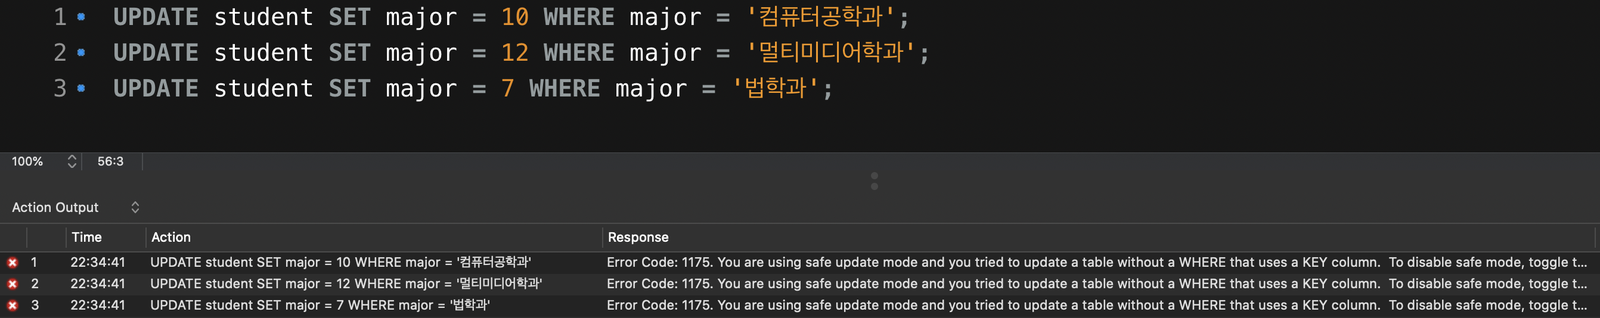 1 UPDATE student SET major = 10 WHERE major = '컴퓨터공학과';
2 UPDATE student SET major = 12 WHERE major = '멀티미디어학과';
3 UPDATE student SET major = 7 WHERE major = '법학과';
100% 56:3
Action Output
Time Action Response
1 22:34:41 UPDATE student SET major = 10 WHERE major = '컴퓨터공학과' Error Code: 1175. You are using safe update mode and you tried to update a table without a WHERE that uses a KEY column.  To disable safe mode, toggle t...
2 22:34:41 UPDATE student SET major = 12 WHERE major = '멀티미디어학과' Error Code: 1175. You are using safe update mode and you tried to update a table without a WHERE that uses a KEY column.  To disable safe mode, toggle t...
3 22:34:41 UPDATE student SET major = 7 WHERE major = '법학과' Error Code: 1175. You are using safe update mode and you tried to update a table without a WHERE that uses a KEY column.  To disable safe mode, toggle t...